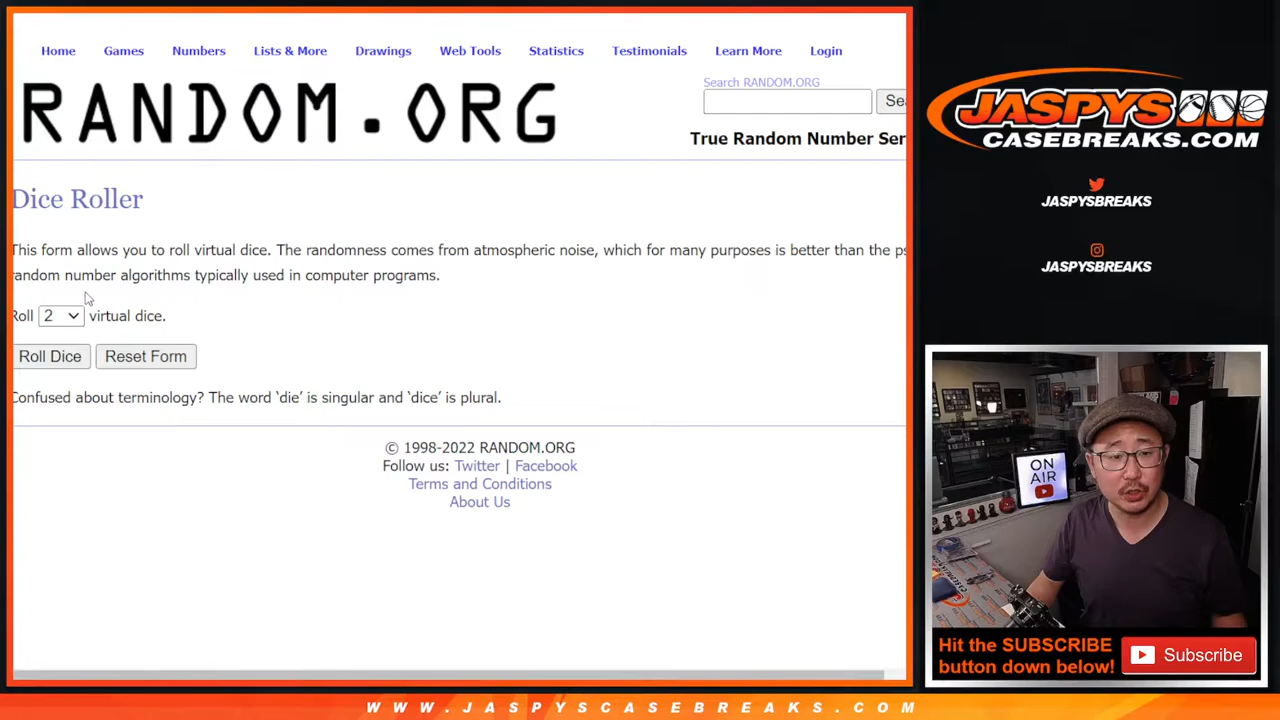 Home Games Numbers Lists & More Drawings Web Tools Statistics Testimonials Learn More Login
RANDOM.ORG
Search RANDOM.ORG
Sea
True Random Number Ser
Dice Roller
This form allows you to roll virtual dice. The randomness comes from atmospheric noise, which for many purposes is better than the ps
random number algorithms typically used in computer programs.
Roll 2 virtual dice.
Roll Dice Reset Form
Confused about terminology? The word ‘die’ is singular and ‘dice’ is plural.
© 1998-2022 RANDOM.ORG
Follow us: Twitter | Facebook
Terms and Conditions
About Us
JASPYS
CASEBREAKS.COM
JASPYSBREAKS
JASPYSBREAKS
ON
AIR
Hit the SUBSCRIBE
button down below!
Subscribe
WWW.JASPYSCASEBREAKS.COM